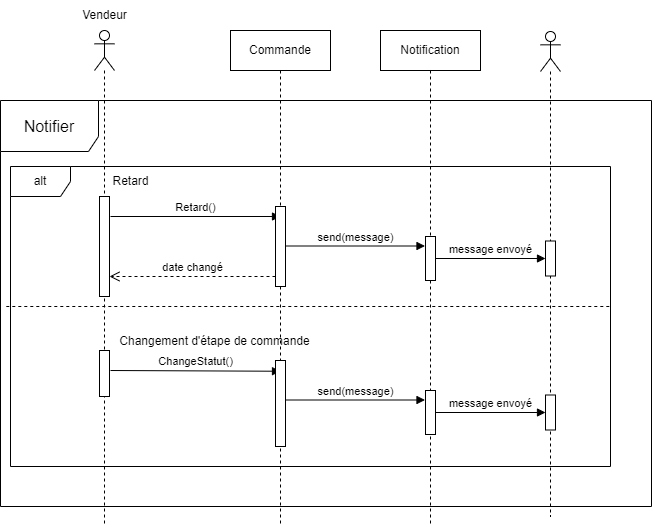 Vendeur
Commande
Notification
Notifier
alt
Retard
Retard()
send(message)
message envoyé
date changé
Changement d'étape de commande
ChangeStatut()
send(message)
message envoyé